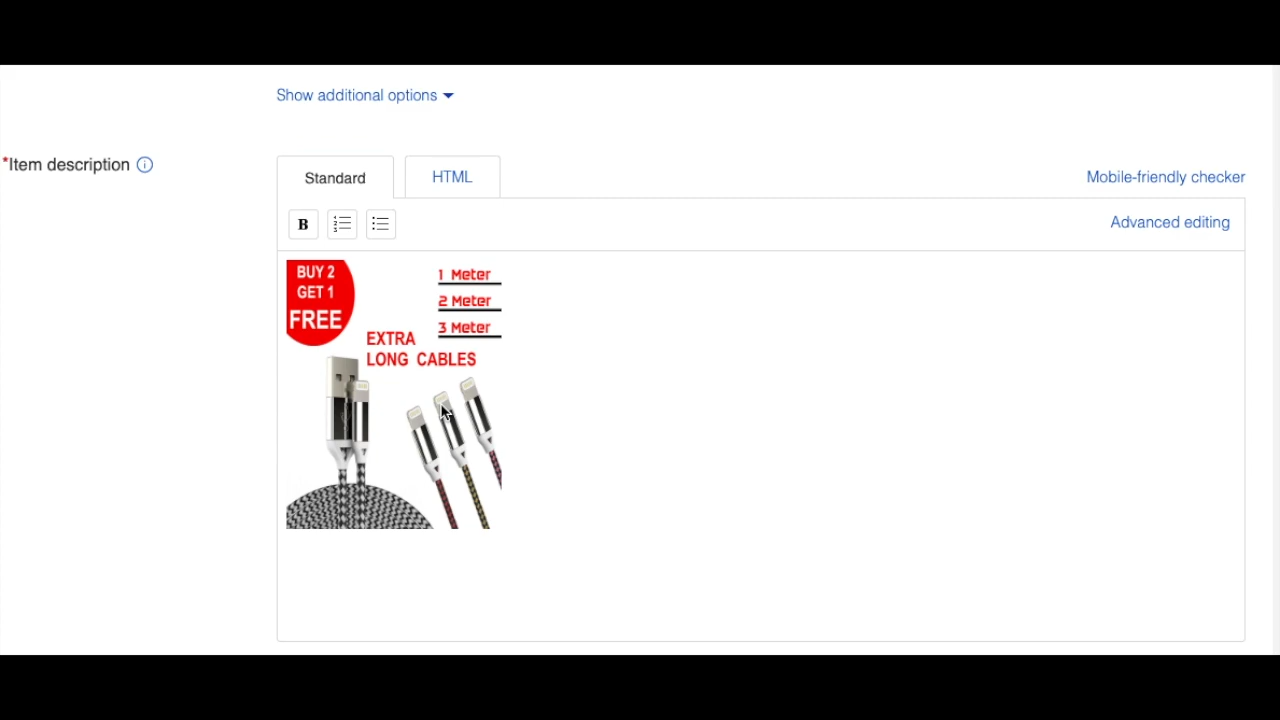 Show additional options
*Item description
Standard
HTML
Mobile-friendly checker
B
Advanced editing
BUY 2
GET 1
FREE
1 Meter
2 Meter
3 Meter
EXTRA
LONG CABLES